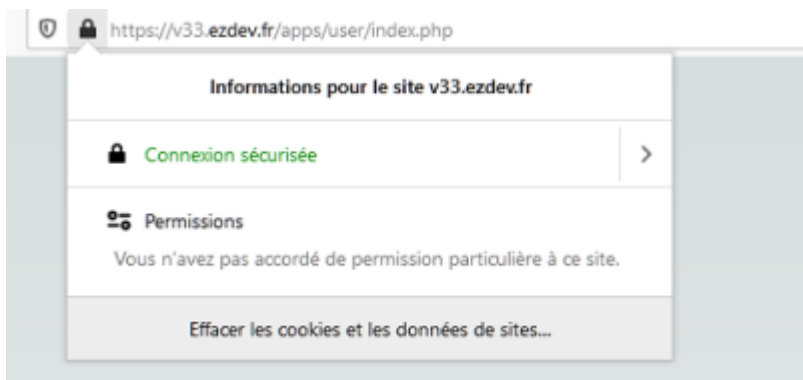 https://v33.ezdev.fr/apps/user/index.php
Informations pour le site v33.ezdev.fr
Connexion sécurisée
Permissions
Vous n'avez pas accordé de permission particulière à ce site.
Effacer les cookies et les données de sites...